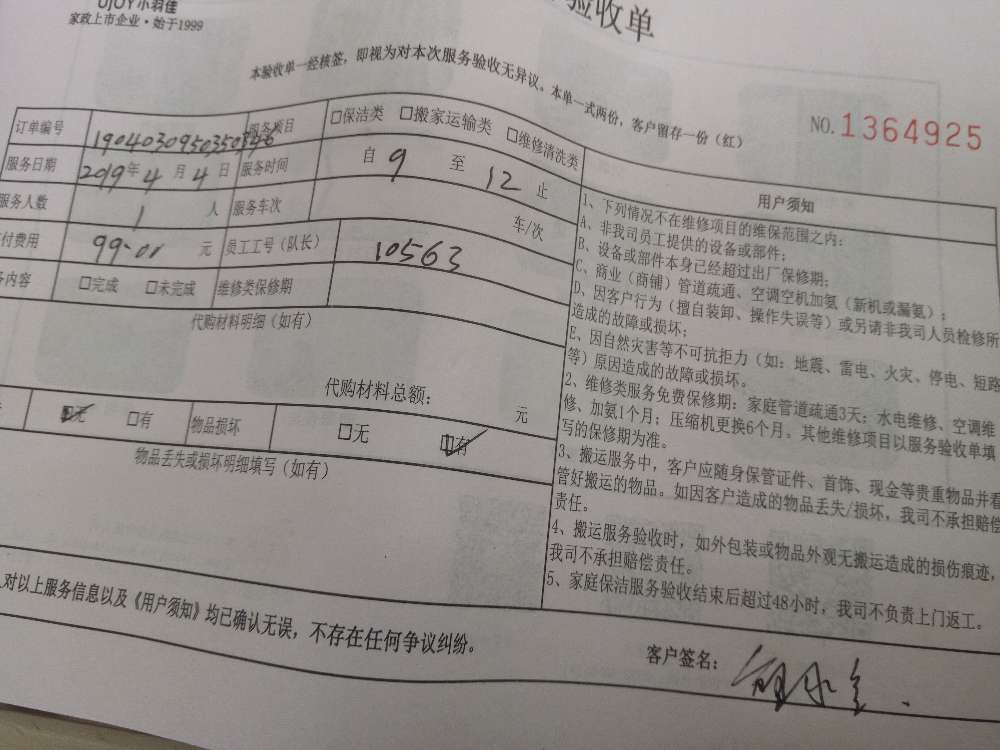 UJOY小羽佳
家政上市企业·始于1999
验收单
本验收单一经核签，即视为对本次服务验收无异议。本单一式两份，客户留存一份（红）
NO.1364925
订单编号 服务项目 □保洁类 □搬家运输类 □维修清洗类
服务日期 2019年4月4日 服务时间 自9至12止
服务人数 1人 服务车次 车/次
付费用 99-00元 员工工号（队长） 10563
务内容 □完成 □未完成 维修类保修期
代购材料明细（如有）
代购材料总额： 元
□无 □有 物品损坏 □无 □有
物品丢失或损坏明细填写（如有）
用户须知
1、下列情况不在维修项目的维保范围之内：
A、非我司员工提供的设备或部件；
B、设备或部件本身已经超过出厂保修期；
C、商业（商铺）管道疏通、空调空机加氨（新机或漏氨）；
D、因客户行为（擅自装卸、操作失误等）或另请非我司人员检修所
造成的故障或损坏；
E、因自然灾害等不可抗拒力（如：地震、雷电、火灾、停电、短路
等）原因造成的故障或损坏。
2、维修类服务免费保修期：家庭管道疏通3天；水电维修、空调维
修、加氨1个月；压缩机更换6个月。其他维修项目以服务验收单填
写的保修期为准。
3、搬运服务中，客户应随身保管证件、首饰、现金等贵重物品并看
管好搬运的物品。如因客户造成的物品丢失/损坏，我司不承担赔偿
责任。
4、搬运服务验收时，如外包装或物品外观无搬运造成的损伤痕迹，
我司不承担赔偿责任。
5、家庭保洁服务验收结束后超过48小时，我司不负责上门返工。
人对以上服务信息以及《用户须知》均已确认无误，不存在任何争议纠纷。
客户签名：